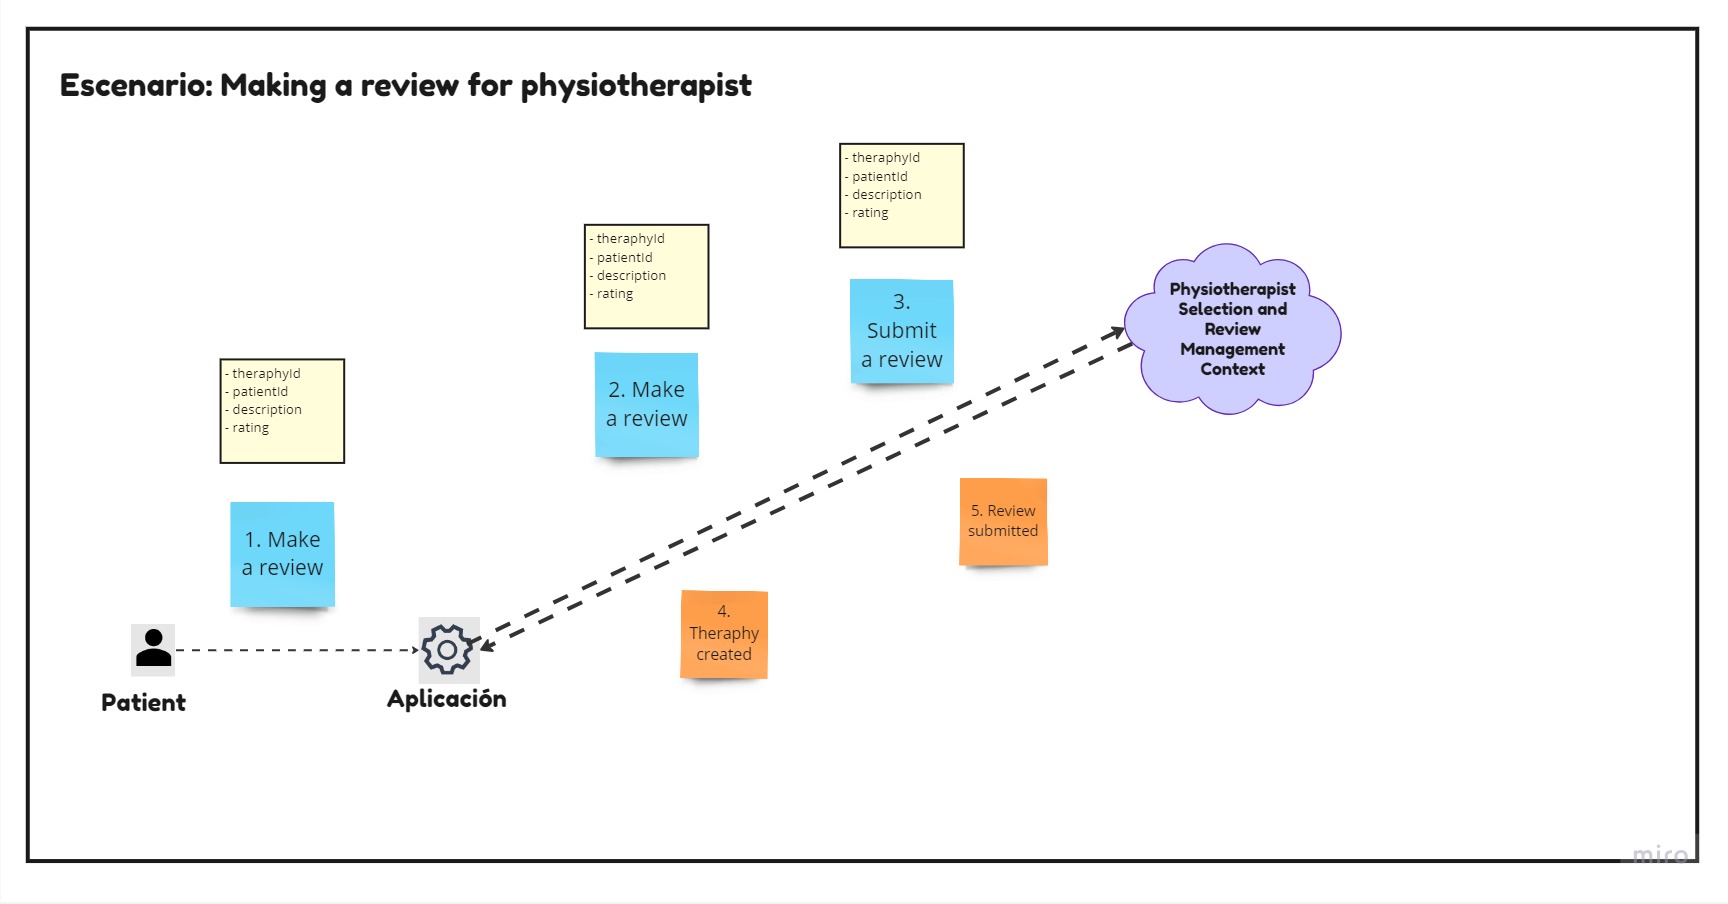 Escenario: Making a review for physiotherapist
- theraphyId
- patientId
- description
- rating
- theraphyId
- patientId
- description
- rating
- theraphyId
- patientId
- description
- rating
1. Make
a review
2. Make
a review
3.
Submit
a review
Physiotherapist
Selection and
Review
Management
Context
4.
Theraphy
created
5. Review
submitted
Patient
Aplicación
miro